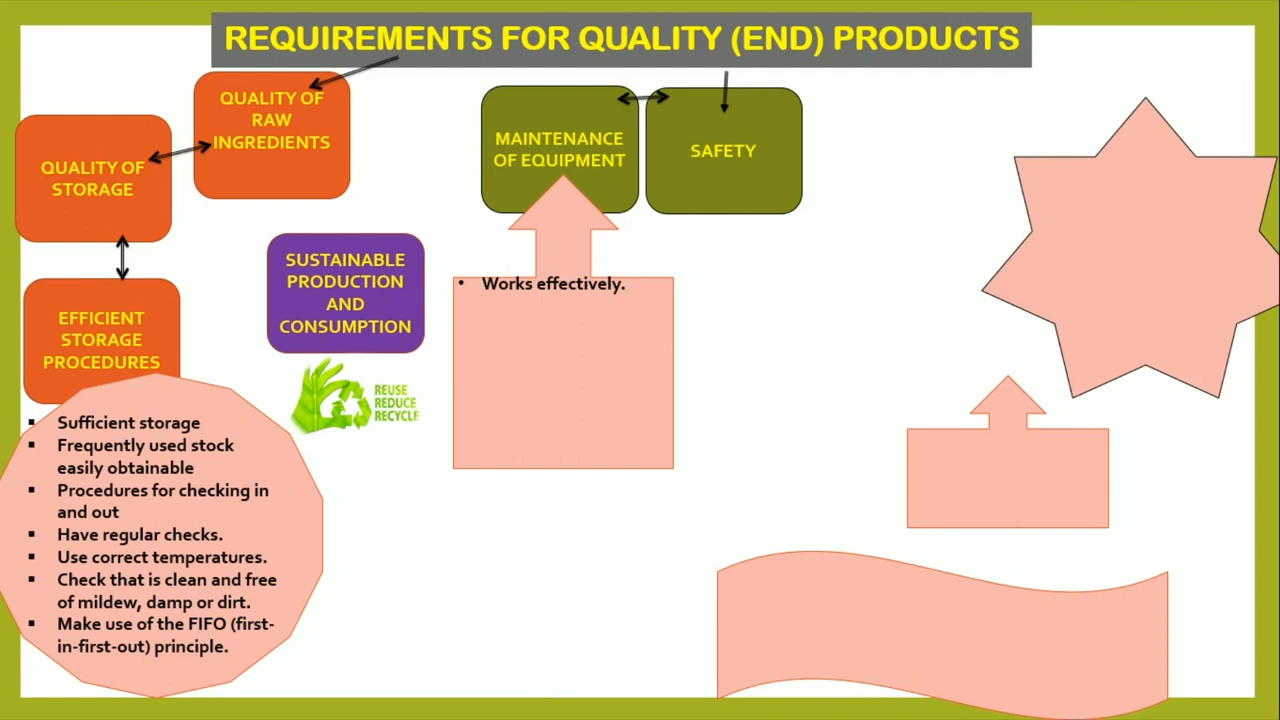 REQUIREMENTS FOR QUALITY (END) PRODUCTS
QUALITY OF
RAW
INGREDIENTS
QUALITY OF
STORAGE
EFFICIENT
STORAGE
PROCEDURES
▪ Sufficient storage
▪ Frequently used stock
easily obtainable
▪ Procedures for checking in
and out
▪ Have regular checks.
▪ Use correct temperatures.
▪ Check that is clean and free
of mildew, damp or dirt.
▪ Make use of the FIFO (first-
in-first-out) principle.
SUSTAINABLE
PRODUCTION
AND
CONSUMPTION
REUSE
REDUCE
RECYCLE
MAINTENANCE
OF EQUIPMENT
• Works effectively.
SAFETY